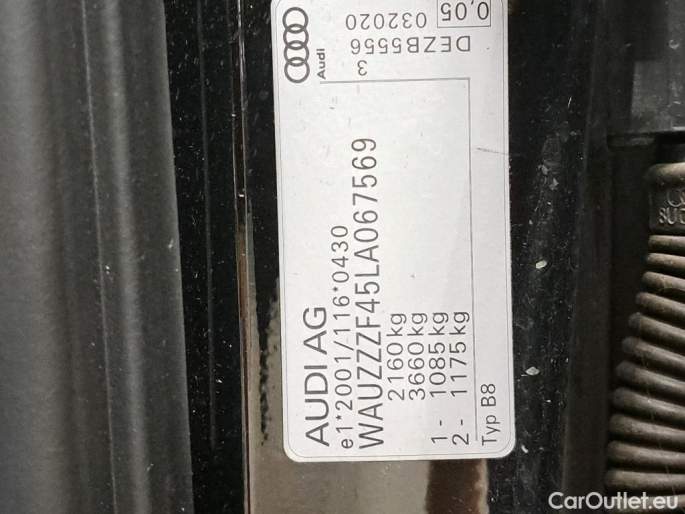 AUDI AG
e1*2001/116*0430
WAUZZZF45LA067569
2160 kg
3660 kg
1 - 1085 kg
2 - 1175 kg
Typ B8
Audi
3
DEZB5556
032020
0,05
CarOutlet.eu